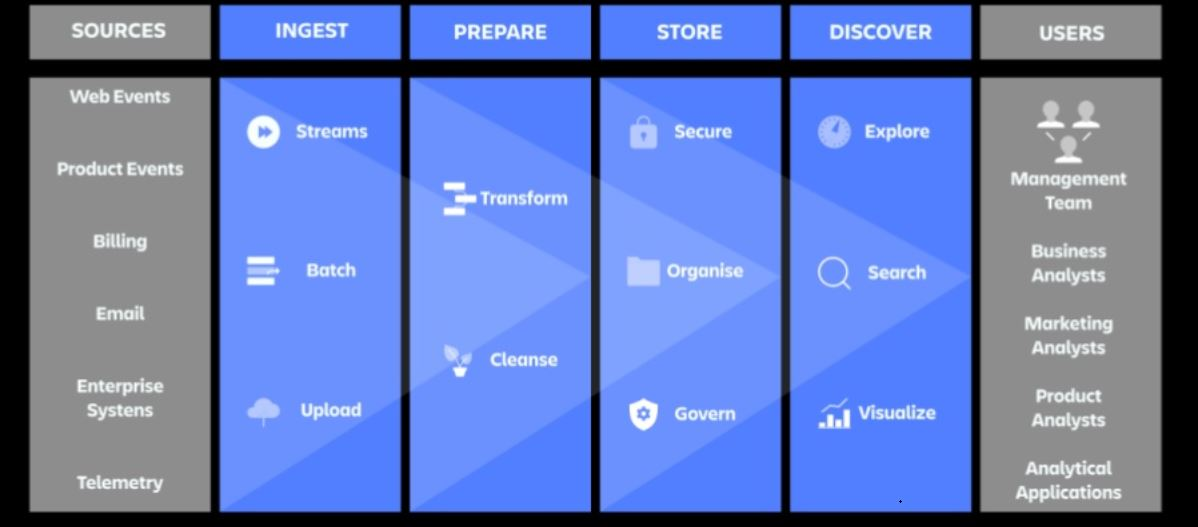 SOURCES
INGEST
PREPARE
STORE
DISCOVER
USERS
Web Events
Product Events
Billing
Email
Enterprise
Systens
Telemetry
Streams
Batch
Upload
Transform
Cleanse
Secure
Organise
Govern
Explore
Search
Visualize
Management
Team
Business
Analysts
Marketing
Analysts
Product
Analysts
Analytical
Applications